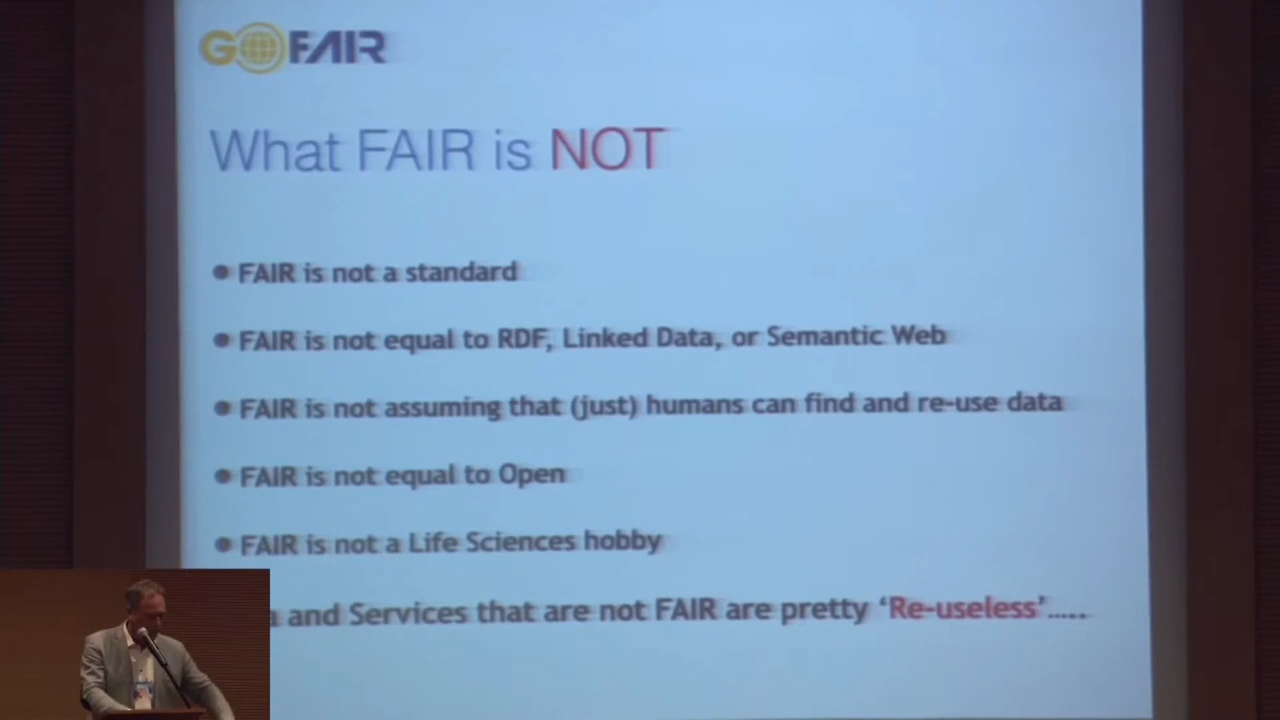 GOFAIR
What FAIR is NOT
• FAIR is not a standard
• FAIR is not equal to RDF, Linked Data, or Semantic Web
• FAIR is not assuming that (just) humans can find and re-use data
• FAIR is not equal to Open
• FAIR is not a Life Sciences hobby
and Services that are not FAIR are pretty ‘Re-useless’.....